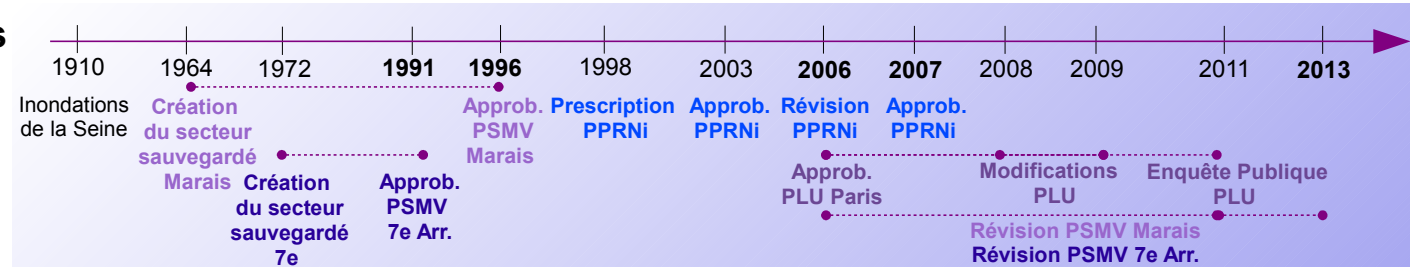 s
1910 1964 1972 1991 1996 1998 2003 2006 2007 2008 2009 2011 2013
Inondations
de la Seine
Création
du secteur
sauvegardé
Marais
Création
du secteur
sauvegardé
7e
Approb.
PSMV
7e Arr.
Approb.
PSMV
Marais
Prescription
PPRNi
Approb.
PPRNi
Révision
PPRNi
Approb.
PPRNi
Approb.
PLU Paris
Modifications
PLU
Enquête Publique
PLU
Révision PSMV Marais
Révision PSMV 7e Arr.